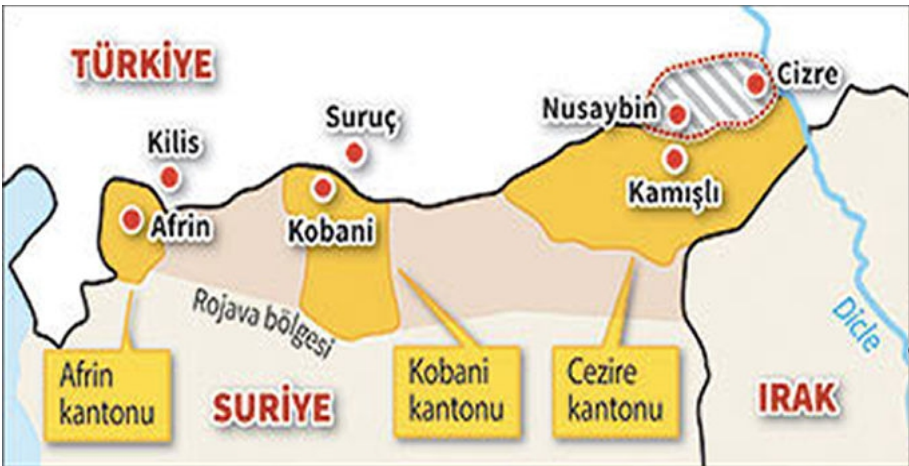 TÜRKİYE
Cizre
Nusaybin
Suruç
Kilis
Kamışlı
Afrin
Kobani
Rojava bölgesi
Dicle
Afrin
kantonu
Kobani
kantonu
Cezire
kantonu
SURİYE
IRAK